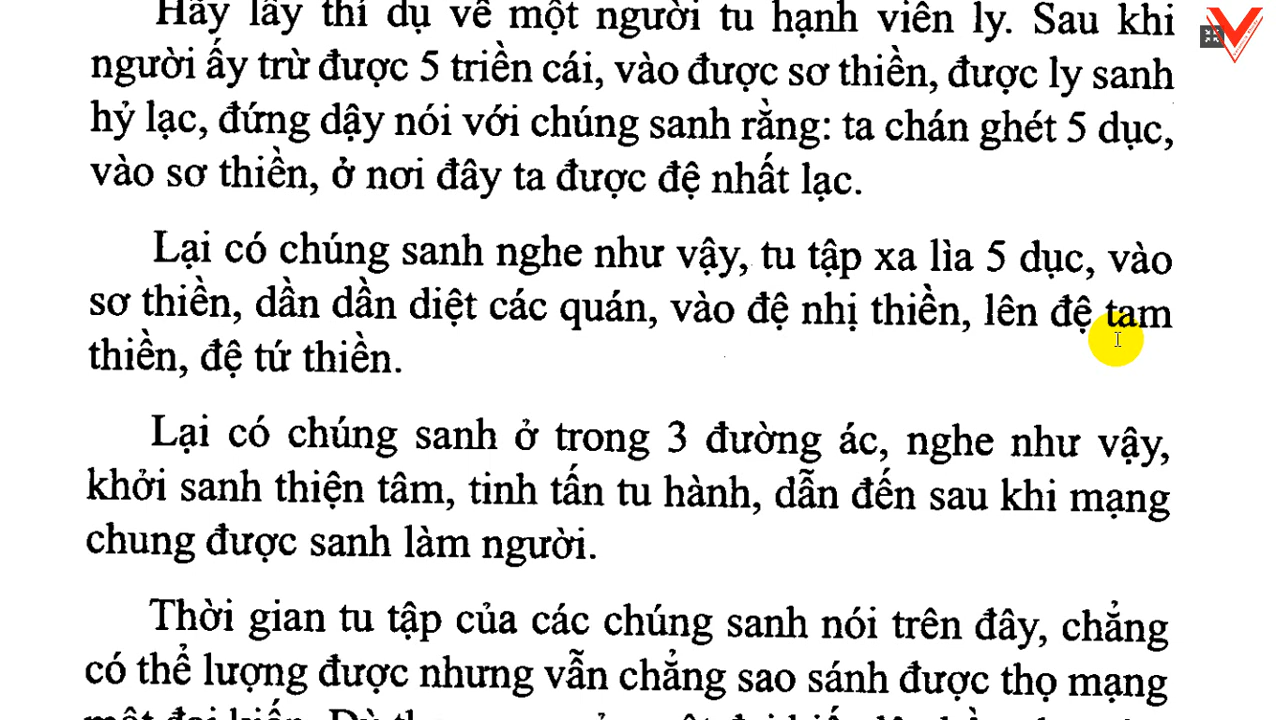 Hãy lấy thí dụ về một người tu hạnh viễn ly. Sau khi
người ấy trừ được 5 triền cái, vào được sơ thiền, được ly sanh
hỷ lạc, đứng dậy nói với chúng sanh rằng: ta chán ghét 5 dục,
vào sơ thiền, ở nơi đây ta được đệ nhất lạc.
Lại có chúng sanh nghe như vậy, tu tập xa lìa 5 dục, vào
sơ thiền, dần dần diệt các quán, vào đệ nhị thiền, lên đệ tam
thiền, đệ tứ thiền.
Lại có chúng sanh ở trong 3 đường ác, nghe như vậy,
khởi sanh thiện tâm, tinh tấn tu hành, dẫn đến sau khi mạng
chung được sanh làm người.
Thời gian tu tập của các chúng sanh nói trên đây, chẳng
có thể lượng được nhưng vẫn chẳng sao sánh được thọ mạng